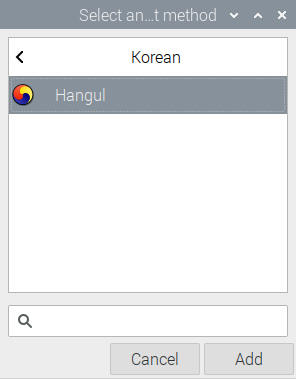 Select an...t method
Korean
Hangul
Cancel
Add